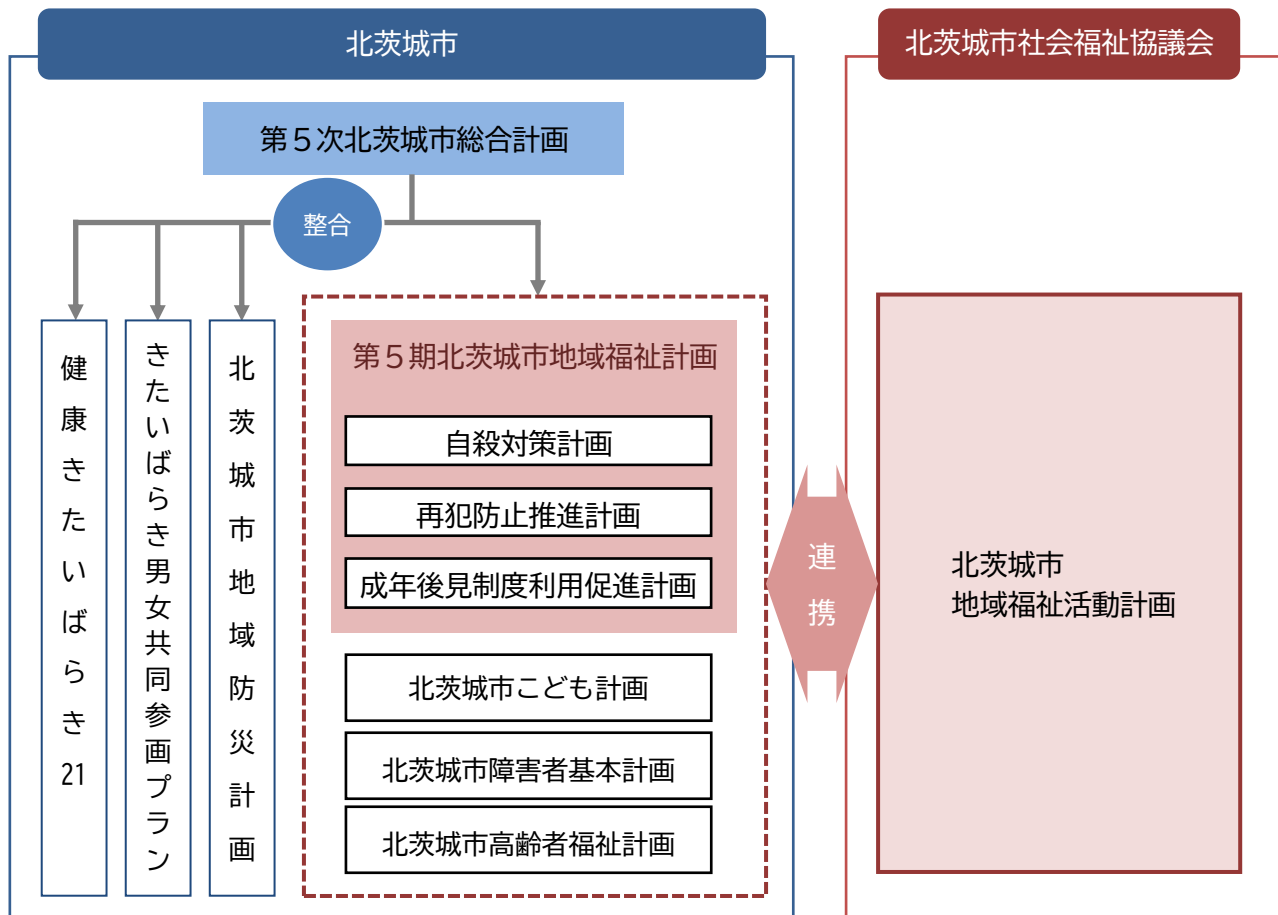 北茨城市
北茨城市社会福祉協議会
第５次北茨城市総合計画
整合
健康きたいばらき21
きたいばらき男女共同参画プラン
北茨城市地域防災計画
第５期北茨城市地域福祉計画
自殺対策計画
再犯防止推進計画
成年後見制度利用促進計画
北茨城市こども計画
北茨城市障害者基本計画
北茨城市高齢者福祉計画
連携
北茨城市
地域福祉活動計画